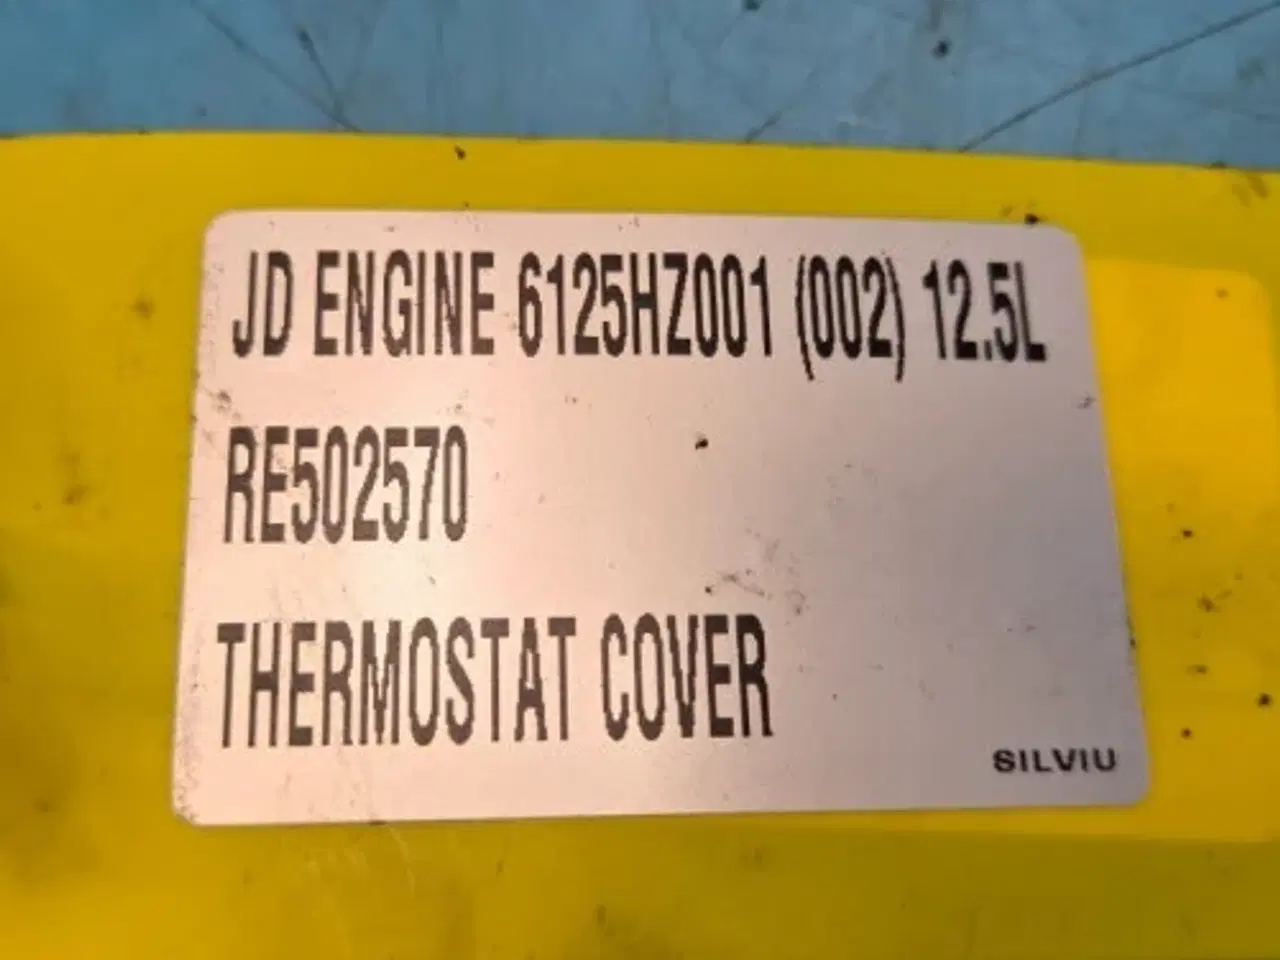 JD ENGINE 6125HZ001 (002) 12.5L
RE502570
THERMOSTAT COVER
SILVIU